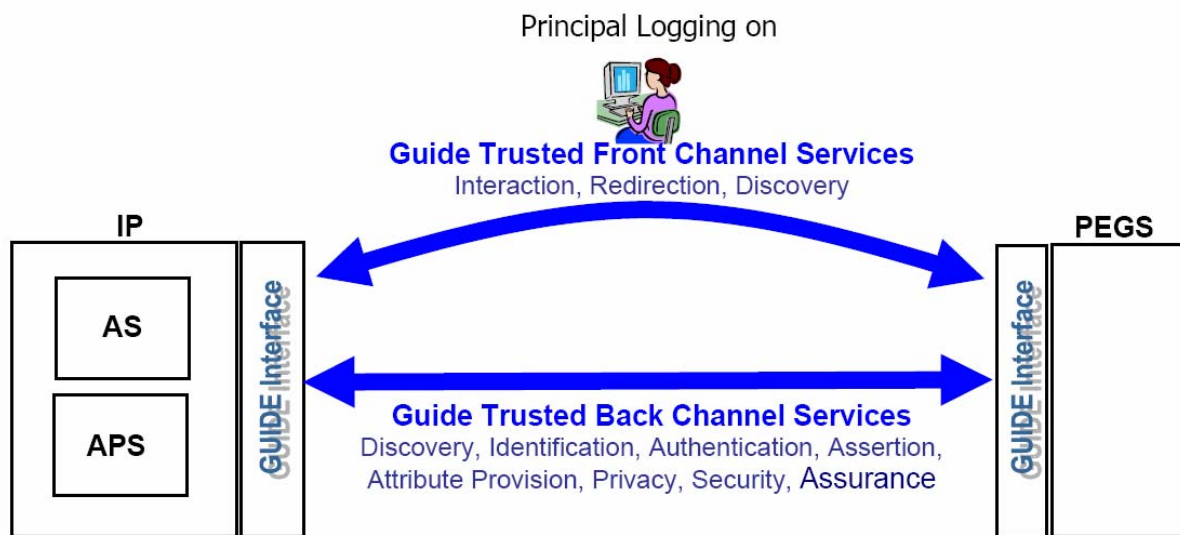 Principal Logging on
Guide Trusted Front Channel Services
Interaction, Redirection, Discovery
IP
PEGS
AS
APS
GUIDE Interface
GUIDE Interface
Guide Trusted Back Channel Services
Discovery, Identification, Authentication, Assertion,
Attribute Provision, Privacy, Security, Assurance